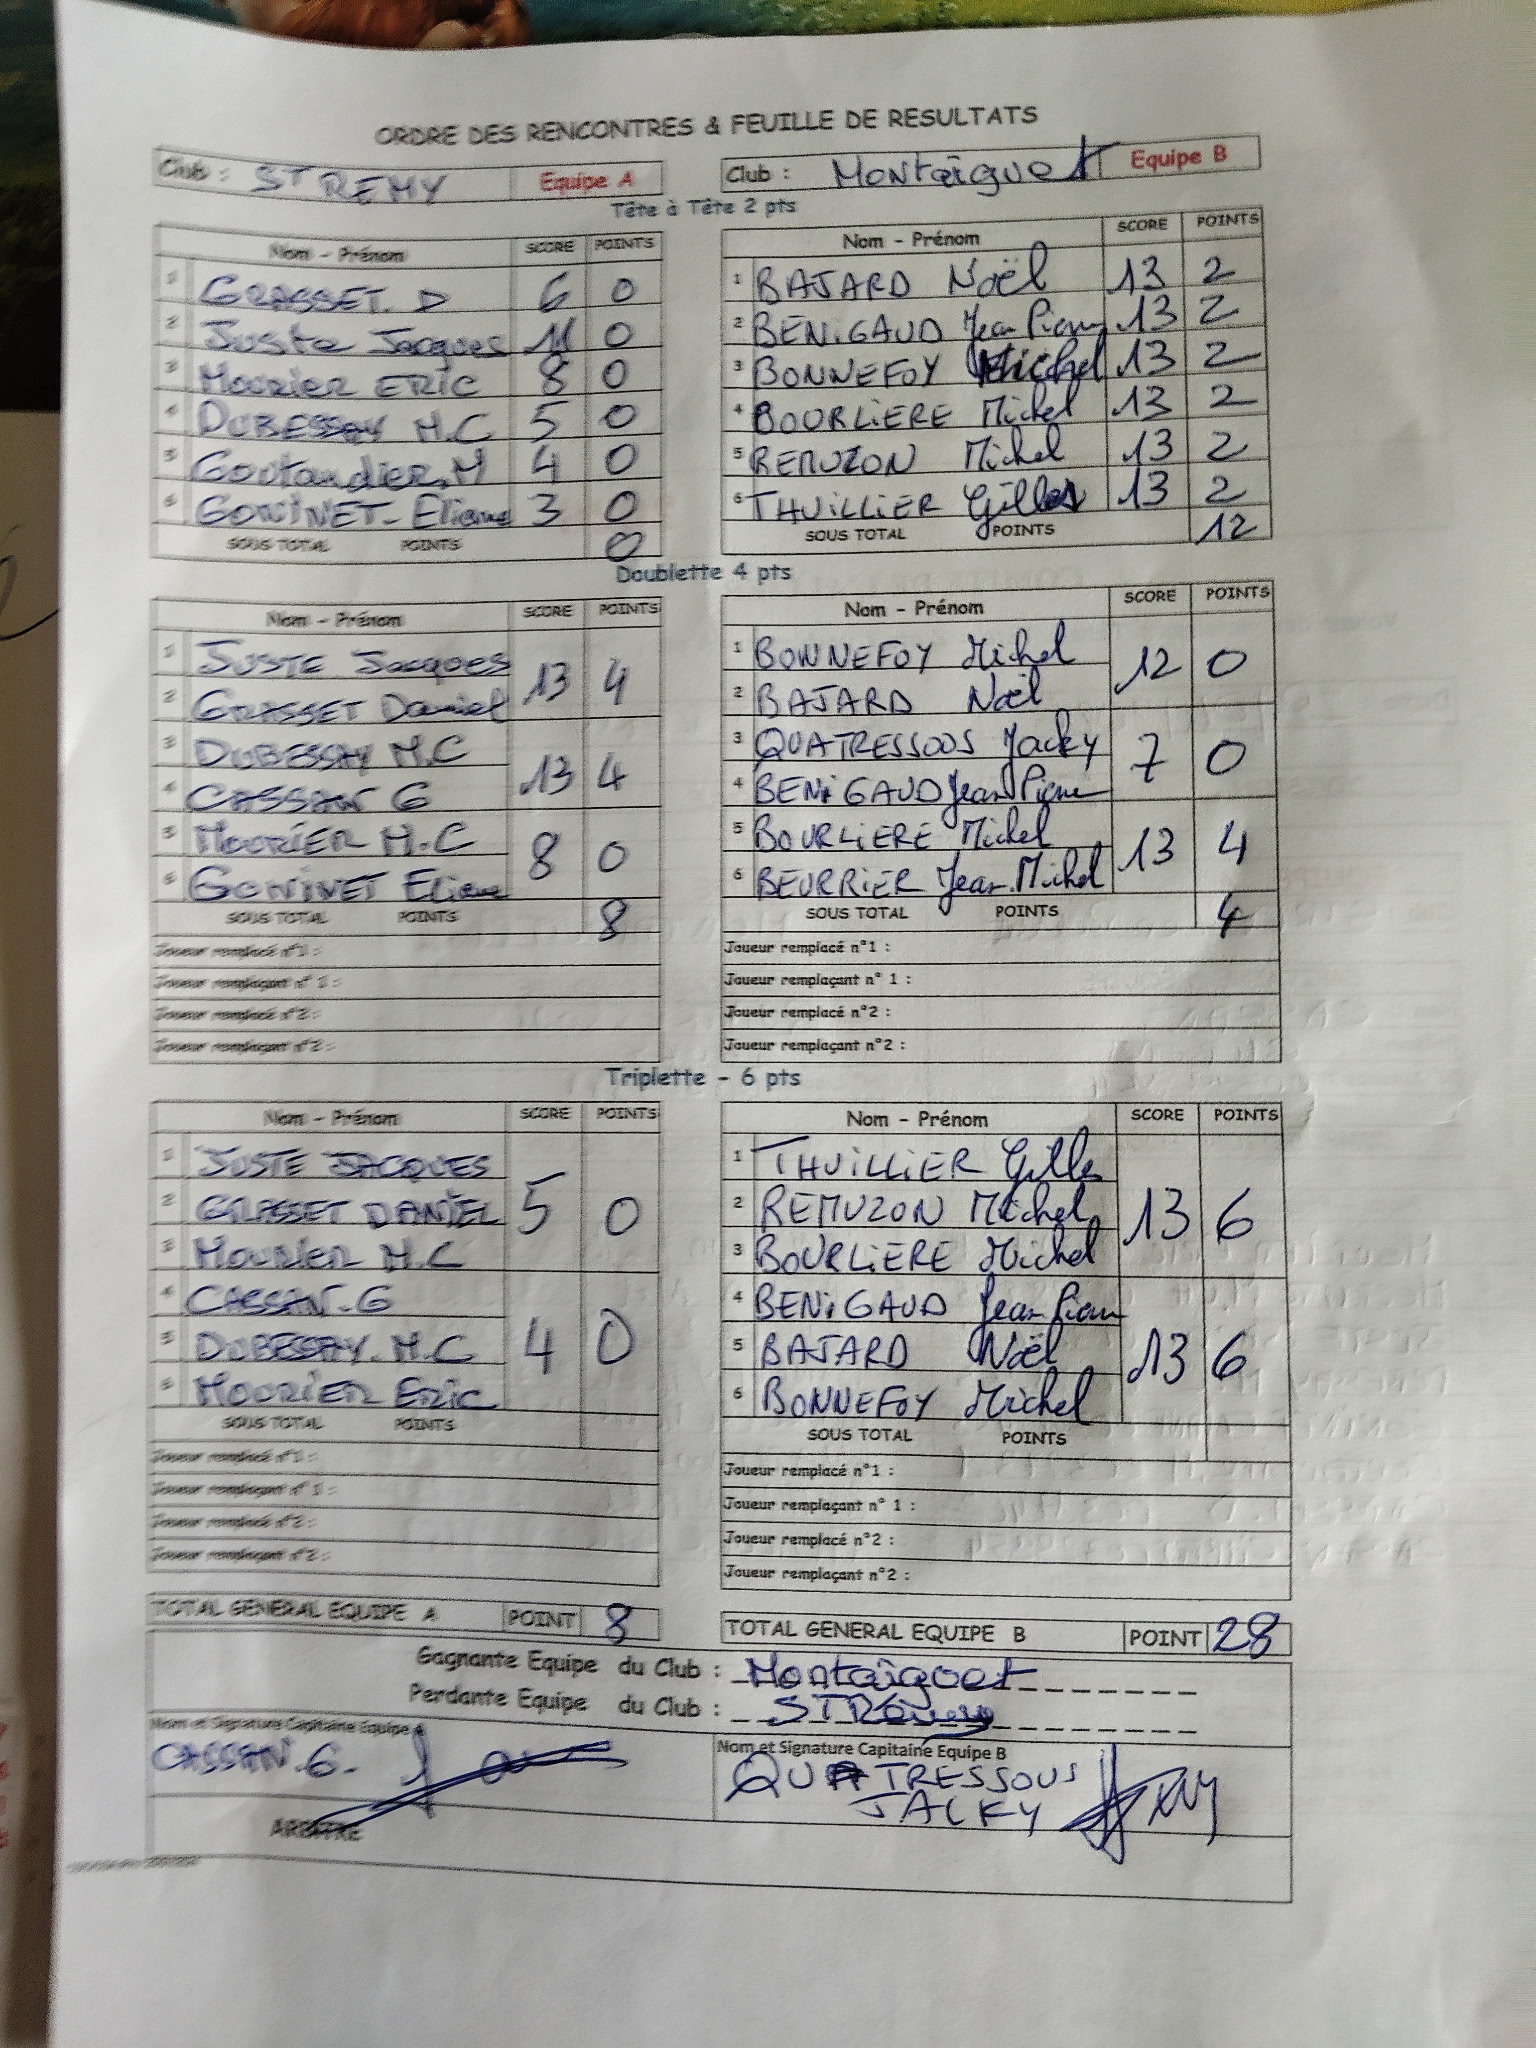 ORDRE DES RENCONTRES & FEUILLE DE RESULTATS
Club : ST REMY Equipe A
Club : Montaïguet Equipe B
Tête à Tête 2 pts
Nom - Prénom SCORE POINTS
1 GRASSET. D 6 0
2 Juste Jacques 11 0
3 Mourier ERIC 8 0
4 DUBESSAY M.C 5 0
5 Goutaudier.M 4 0
6 GONINET- Eliane 3 0
SOUS TOTAL POINTS 0
Nom - Prénom SCORE POINTS
1 BAJARD Noël 13 2
2 BENiGAUD Jean Pierre 13 2
3 BONNEFOY Michel 13 2
4 BOURLiERE Michel 13 2
5 REMUZON Michel 13 2
6 THUiLLiER Gilles 13 2
SOUS TOTAL POINTS 12
Doublette 4 pts
Nom - Prénom SCORE POINTS
1 JUSTE Jacques 13 4
2 GRASSET Daniel
3 DUBESSAY M.C 13 4
4 CASSAN G
5 MOURIER M.C 8 0
6 GONINET Eliane
SOUS TOTAL POINTS 8
Joueur remplacé n°1 :
Joueur remplaçant n° 1 :
Joueur remplacé n°2 :
Joueur remplaçant n°2 :
Nom - Prénom SCORE POINTS
1 BONNEFOY Michel 12 0
2 BAJARD Noël
3 QUATRESSOUS Jacky 7 0
4 BENiGAUD Jean Pierre
5 BOURLiERE Michel 13 4
6 BEURRiER Jean.Michel
SOUS TOTAL POINTS 4
Joueur remplacé n°1 :
Joueur remplaçant n° 1 :
Joueur remplacé n°2 :
Joueur remplaçant n°2 :
Triplette - 6 pts
Nom - Prénom SCORE POINTS
1 JUSTE JACQUES 5 0
2 GRASSET DANIEL
3 MOURIER M.C
4 CASSAN.G 4 0
5 DUBESSAY. M.C
6 MOURIER Eric
SOUS TOTAL POINTS
Joueur remplacé n°1 :
Joueur remplaçant n° 1 :
Joueur remplacé n°2 :
Joueur remplaçant n°2 :
Nom - Prénom SCORE POINTS
1 THUiLLiER Gilles 13 6
2 REMUZON Michel
3 BOURLiERE Michel
4 BENiGAUD Jean Pierre 13 6
5 BAJARD Noël
6 BONNEFOY Michel
SOUS TOTAL POINTS
Joueur remplacé n°1 :
Joueur remplaçant n° 1 :
Joueur remplacé n°2 :
Joueur remplaçant n°2 :
TOTAL GENERAL EQUIPE A POINT 8
TOTAL GENERAL EQUIPE B POINT 28
Gagnante Equipe du Club : Montaïguet
Perdante Equipe du Club : ST Rémy
Nom et Signature Capitaine Equipe A
CASSAN.G.
Nom et Signature Capitaine Equipe B
QUATRESSOUS
JACKY
ARBITRE